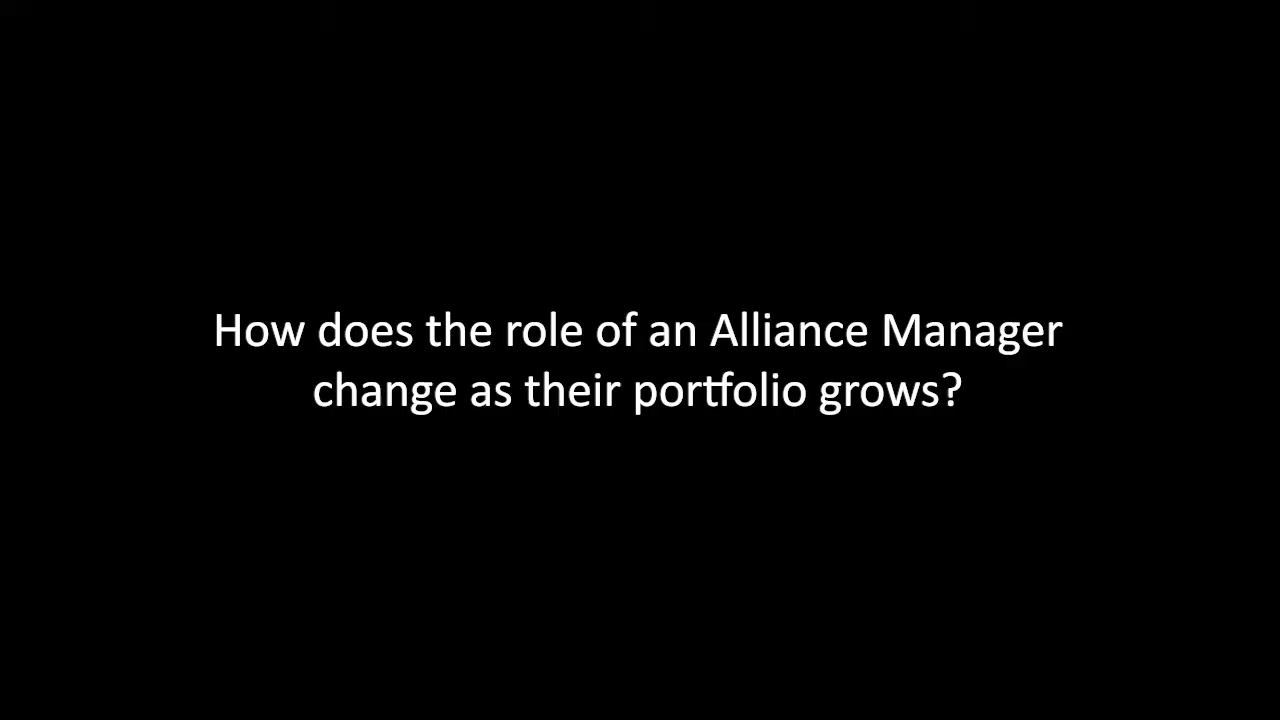 How does the role of an Alliance Manager
change as their portfolio grows?